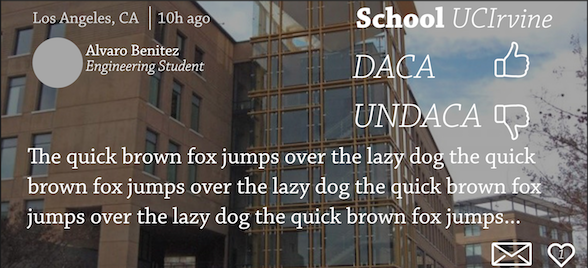 Los Angeles, CA | 10h ago
School UCIrvine
Alvaro Benitez
Engineering Student
DACA
UNDACA
The quick brown fox jumps over the lazy dog the quick
brown fox jumps over the lazy dog the quick brown fox
jumps over the lazy dog the quick brown fox jumps...